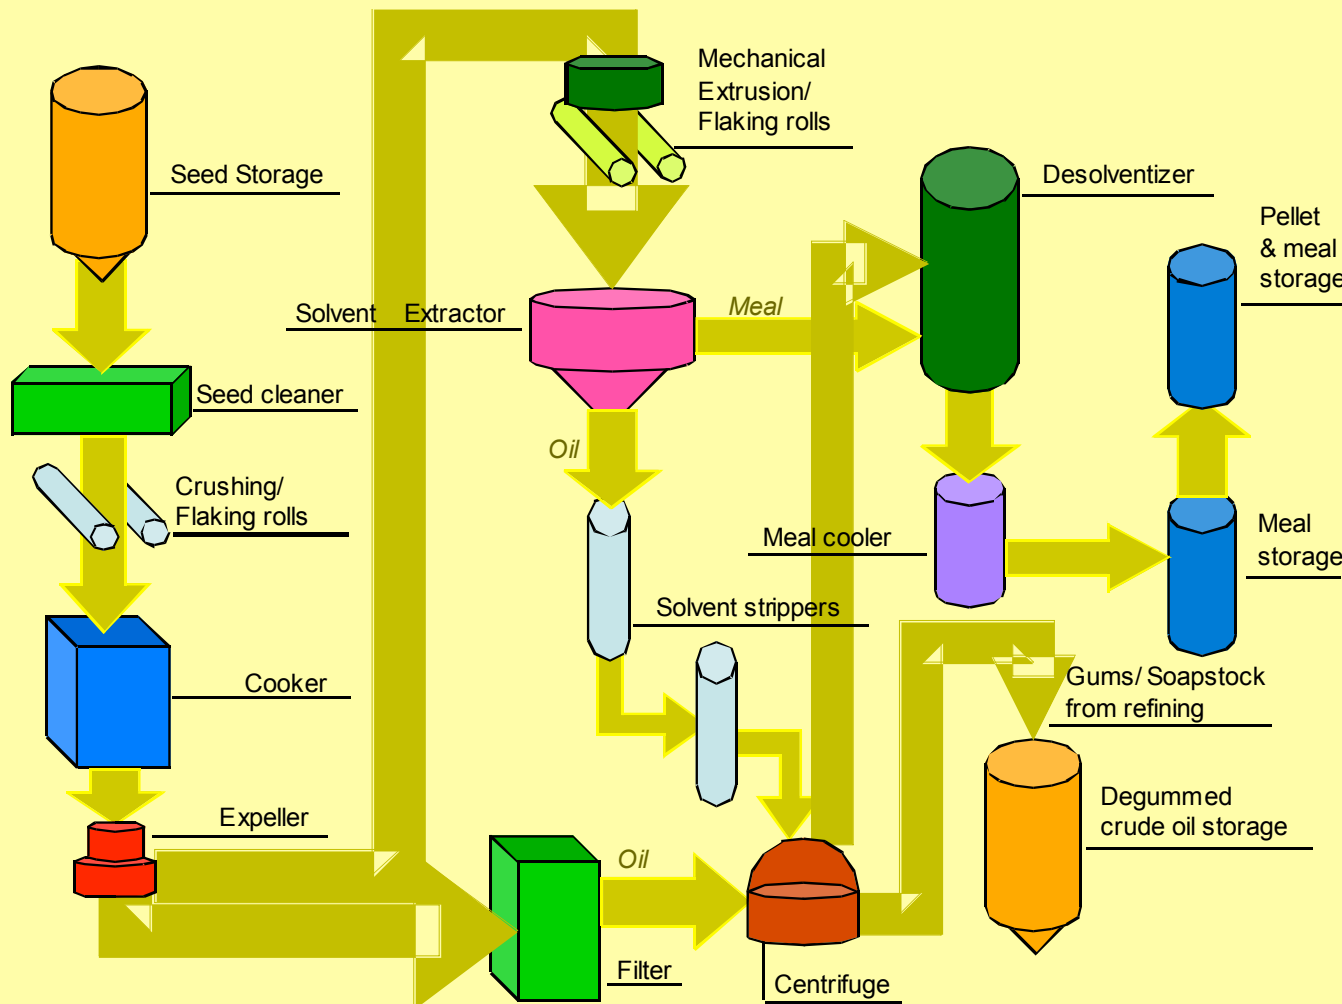 Mechanical
Extrusion/
Flaking rolls
Seed Storage
Desolventizer
Pellet
& meal
storage
Solvent Extractor
Meal
Seed cleaner
Oil
Crushing/
Flaking rolls
Meal cooler
Meal
storage
Solvent strippers
Cooker
Gums/ Soapstock
from refining
Expeller
Degummed
crude oil storage
Oil
Filter
Centrifuge